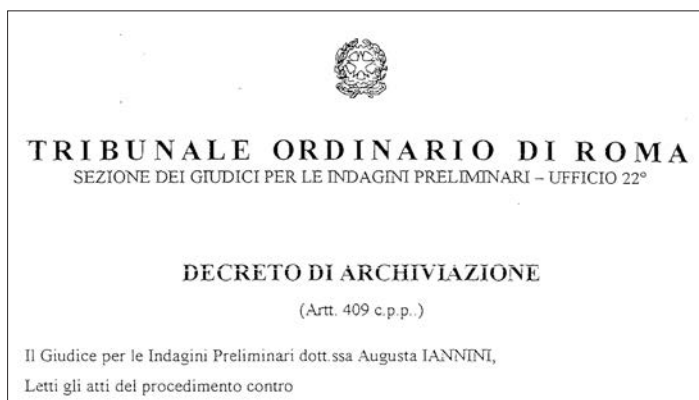 TRIBUNALE ORDINARIO DI ROMA
SEZIONE DEI GIUDICI PER LE INDAGINI PRELIMINARI – UFFICIO 22°
DECRETO DI ARCHIVIAZIONE
(Artt. 409 c.p.p..)
Il Giudice per le Indagini Preliminari dott.ssa Augusta IANNINI,
Letti gli atti del procedimento contro